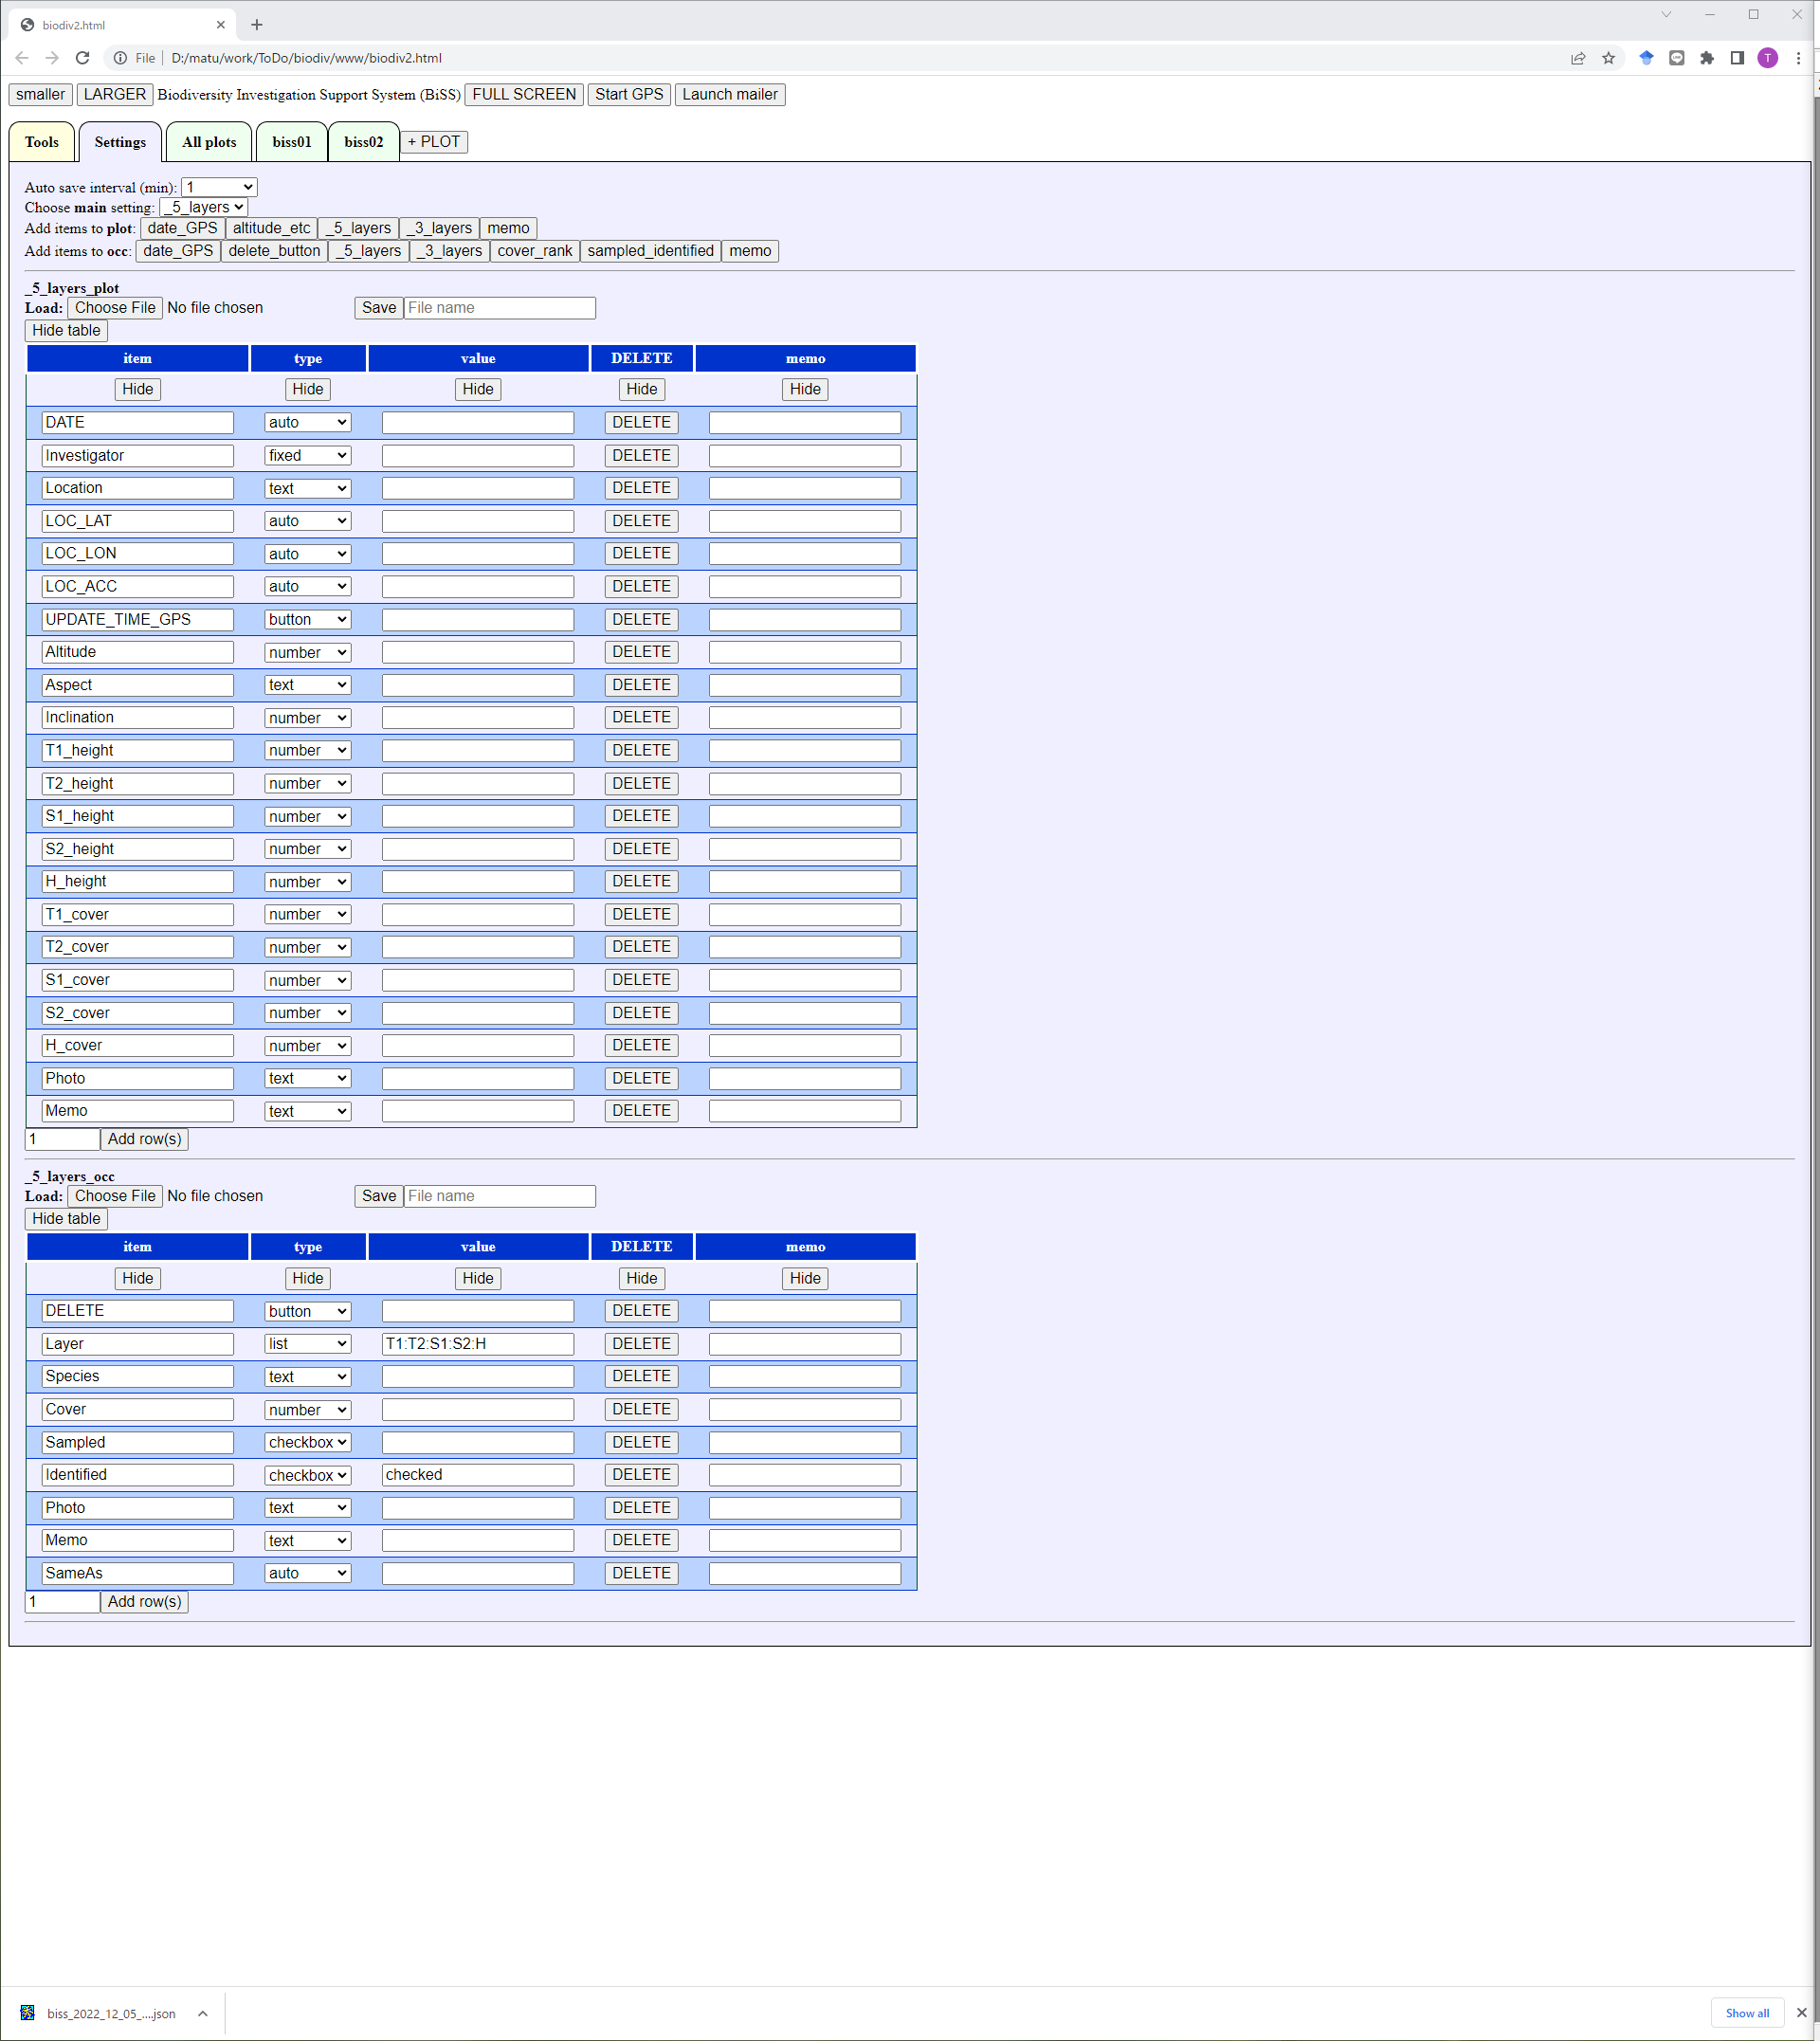 biodiv2.html
File D:/matu/work/ToDo/biodiv/www/biodiv2.html T
smaller LARGER Biodiversity Investigation Support System (BiSS) FULL SCREEN Start GPS Launch mailer
Tools Settings All plots biss01 biss02 + PLOT
Auto save interval (min): 1
Choose main setting: _5_layers
Add items to plot: date_GPS altitude_etc _5_layers _3_layers memo
Add items to occ: date_GPS delete_button _5_layers _3_layers cover_rank sampled_identified memo
_5_layers_plot
Load: Choose File No file chosen Save File name
Hide table
item type value DELETE memo
Hide Hide Hide Hide Hide
DATE auto DELETE
Investigator fixed DELETE
Location text DELETE
LOC_LAT auto DELETE
LOC_LON auto DELETE
LOC_ACC auto DELETE
UPDATE_TIME_GPS button DELETE
Altitude number DELETE
Aspect text DELETE
Inclination number DELETE
T1_height number DELETE
T2_height number DELETE
S1_height number DELETE
S2_height number DELETE
H_height number DELETE
T1_cover number DELETE
T2_cover number DELETE
S1_cover number DELETE
S2_cover number DELETE
H_cover number DELETE
Photo text DELETE
Memo text DELETE
1 Add row(s)
_5_layers_occ
Load: Choose File No file chosen Save File name
Hide table
item type value DELETE memo
Hide Hide Hide Hide Hide
DELETE button DELETE
Layer list T1:T2:S1:S2:H DELETE
Species text DELETE
Cover number DELETE
Sampled checkbox DELETE
Identified checkbox checked DELETE
Photo text DELETE
Memo text DELETE
SameAs auto DELETE
1 Add row(s)
biss_2022_12_05_....json Show all